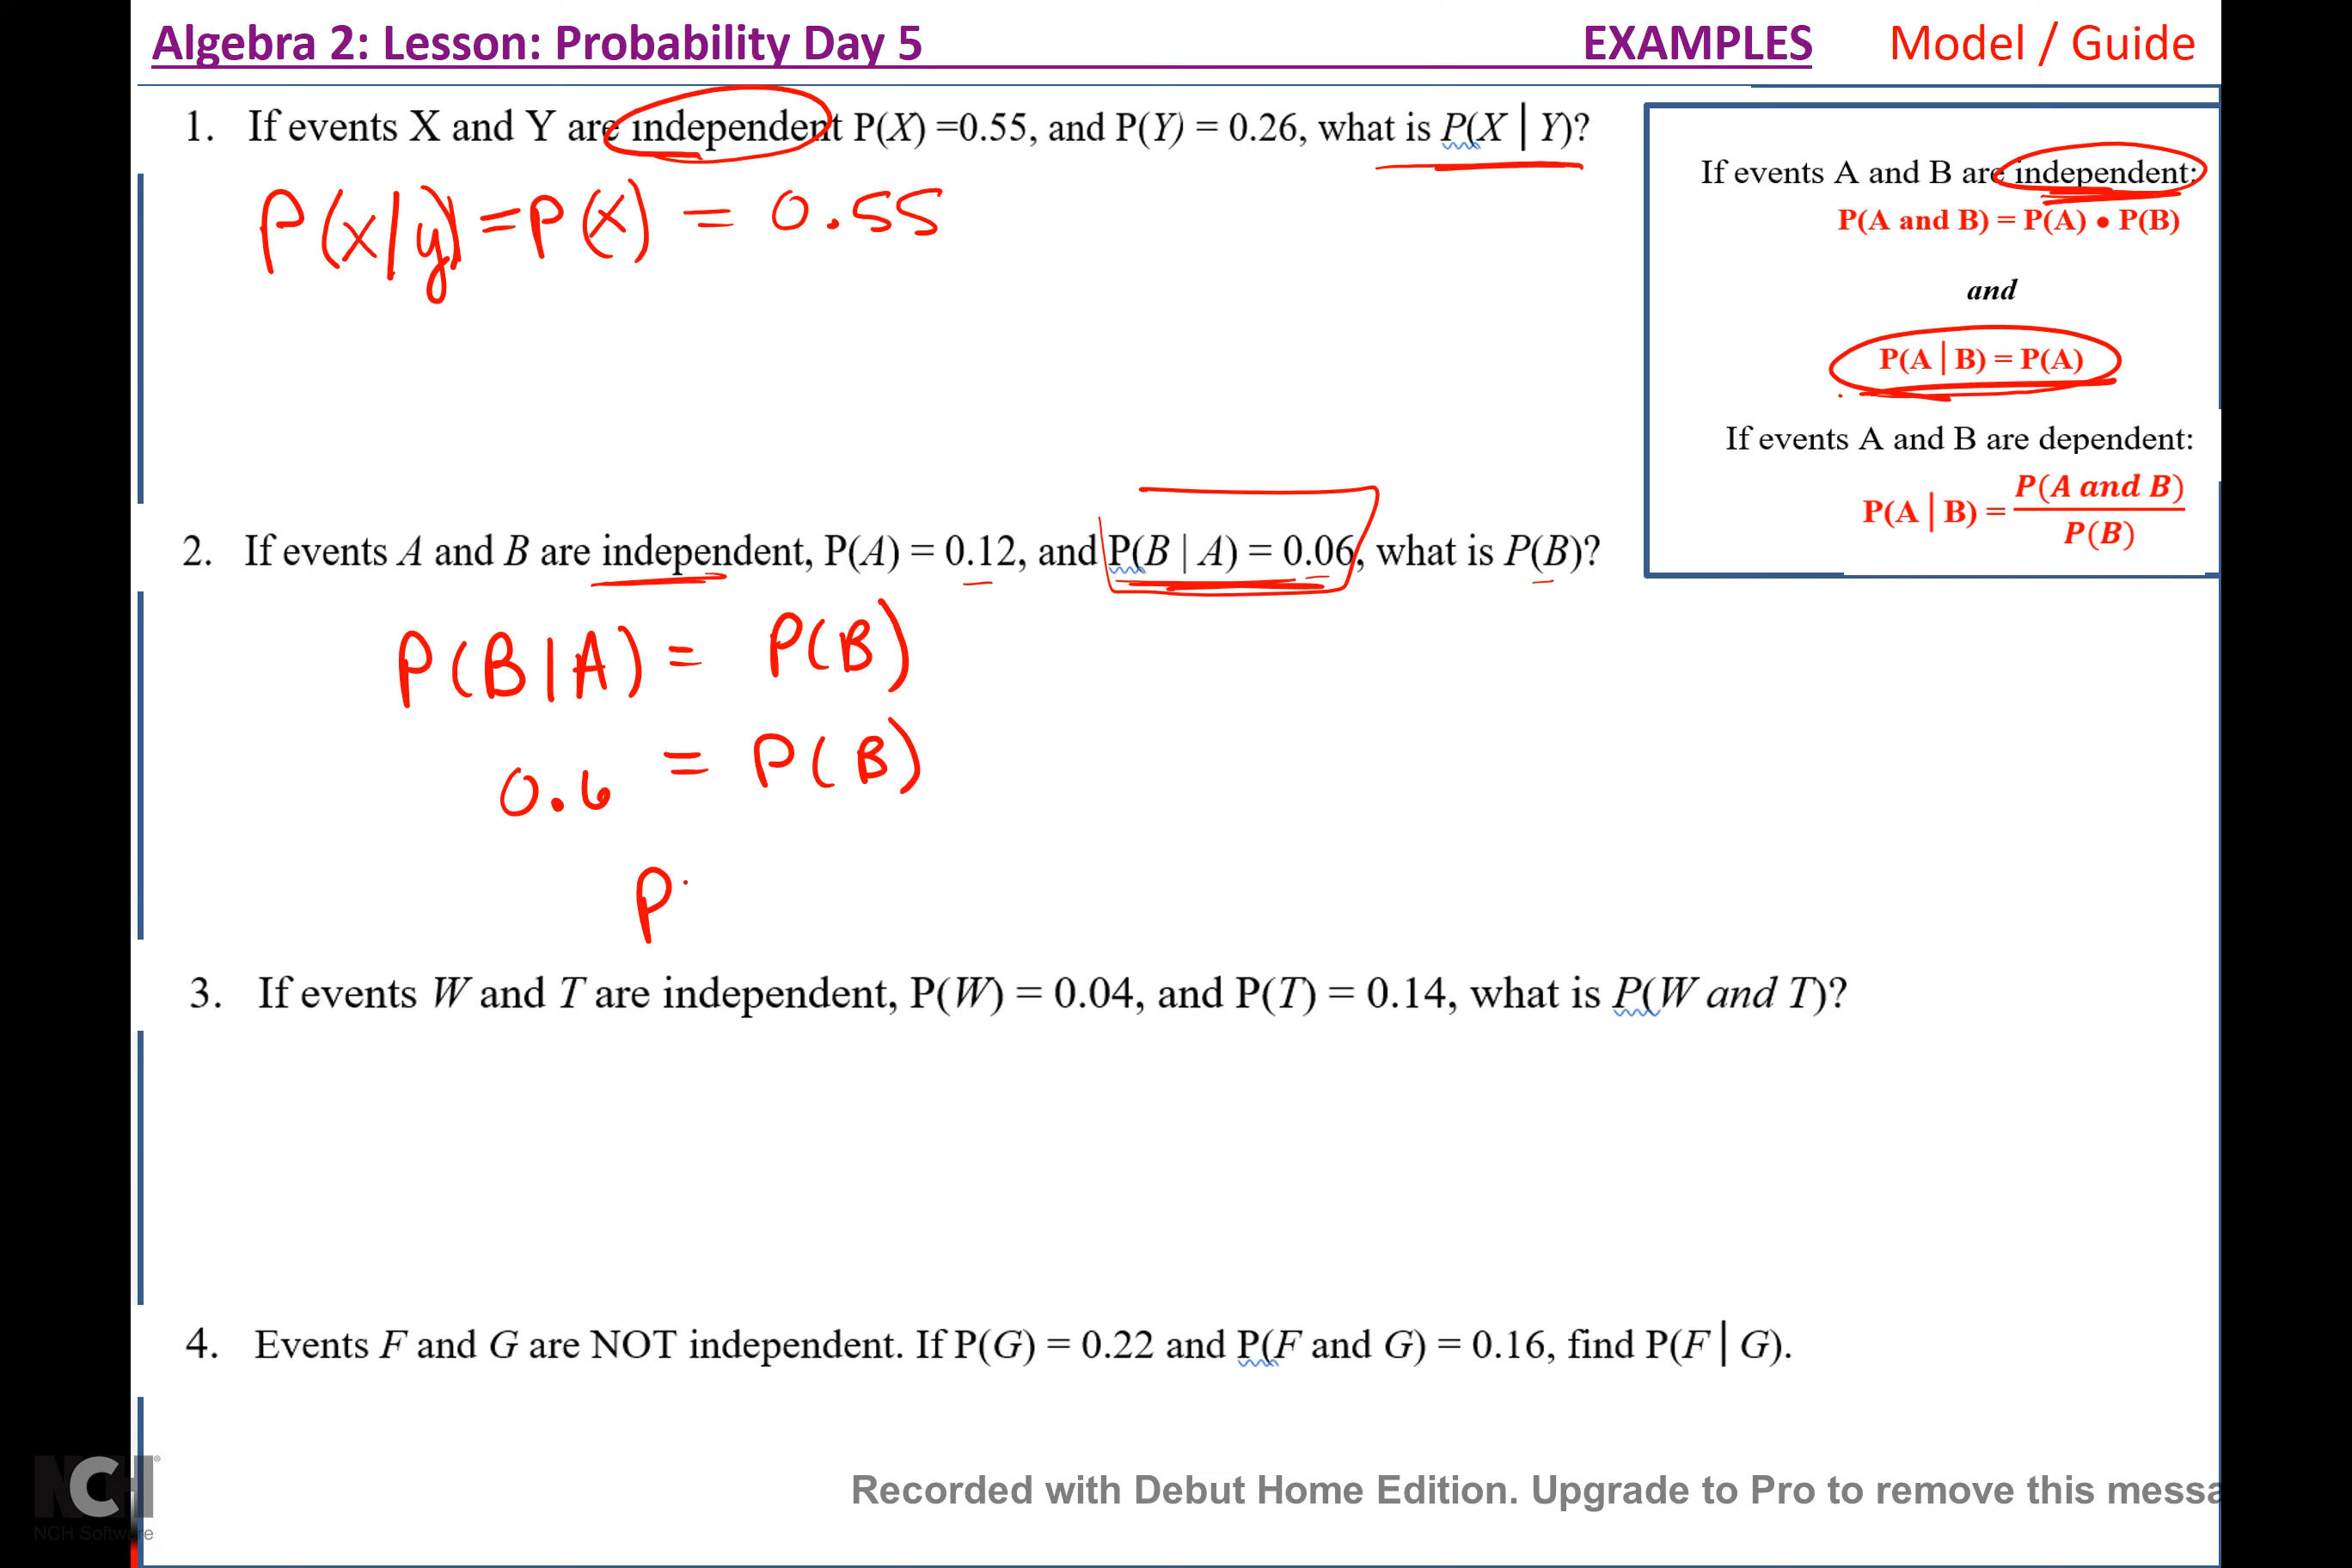 Algebra 2: Lesson: Probability Day 5 EXAMPLES Model / Guide
1. If events X and Y are independent P(X) =0.55, and P(Y) = 0.26, what is P(X | Y)?
P(x|y) = P(x) = 0.55
If events A and B are independent:
P(A and B) = P(A) • P(B)
and
P(A | B) = P(A)
If events A and B are dependent:
P(A | B) = P(A and B) / P(B)
2. If events A and B are independent, P(A) = 0.12, and P(B | A) = 0.06, what is P(B)?
P(B|A) = P(B)
0.6 = P(B)
P
3. If events W and T are independent, P(W) = 0.04, and P(T) = 0.14, what is P(W and T)?
4. Events F and G are NOT independent. If P(G) = 0.22 and P(F and G) = 0.16, find P(F | G).
NCH®
NCH Software
Recorded with Debut Home Edition. Upgrade to Pro to remove this messa